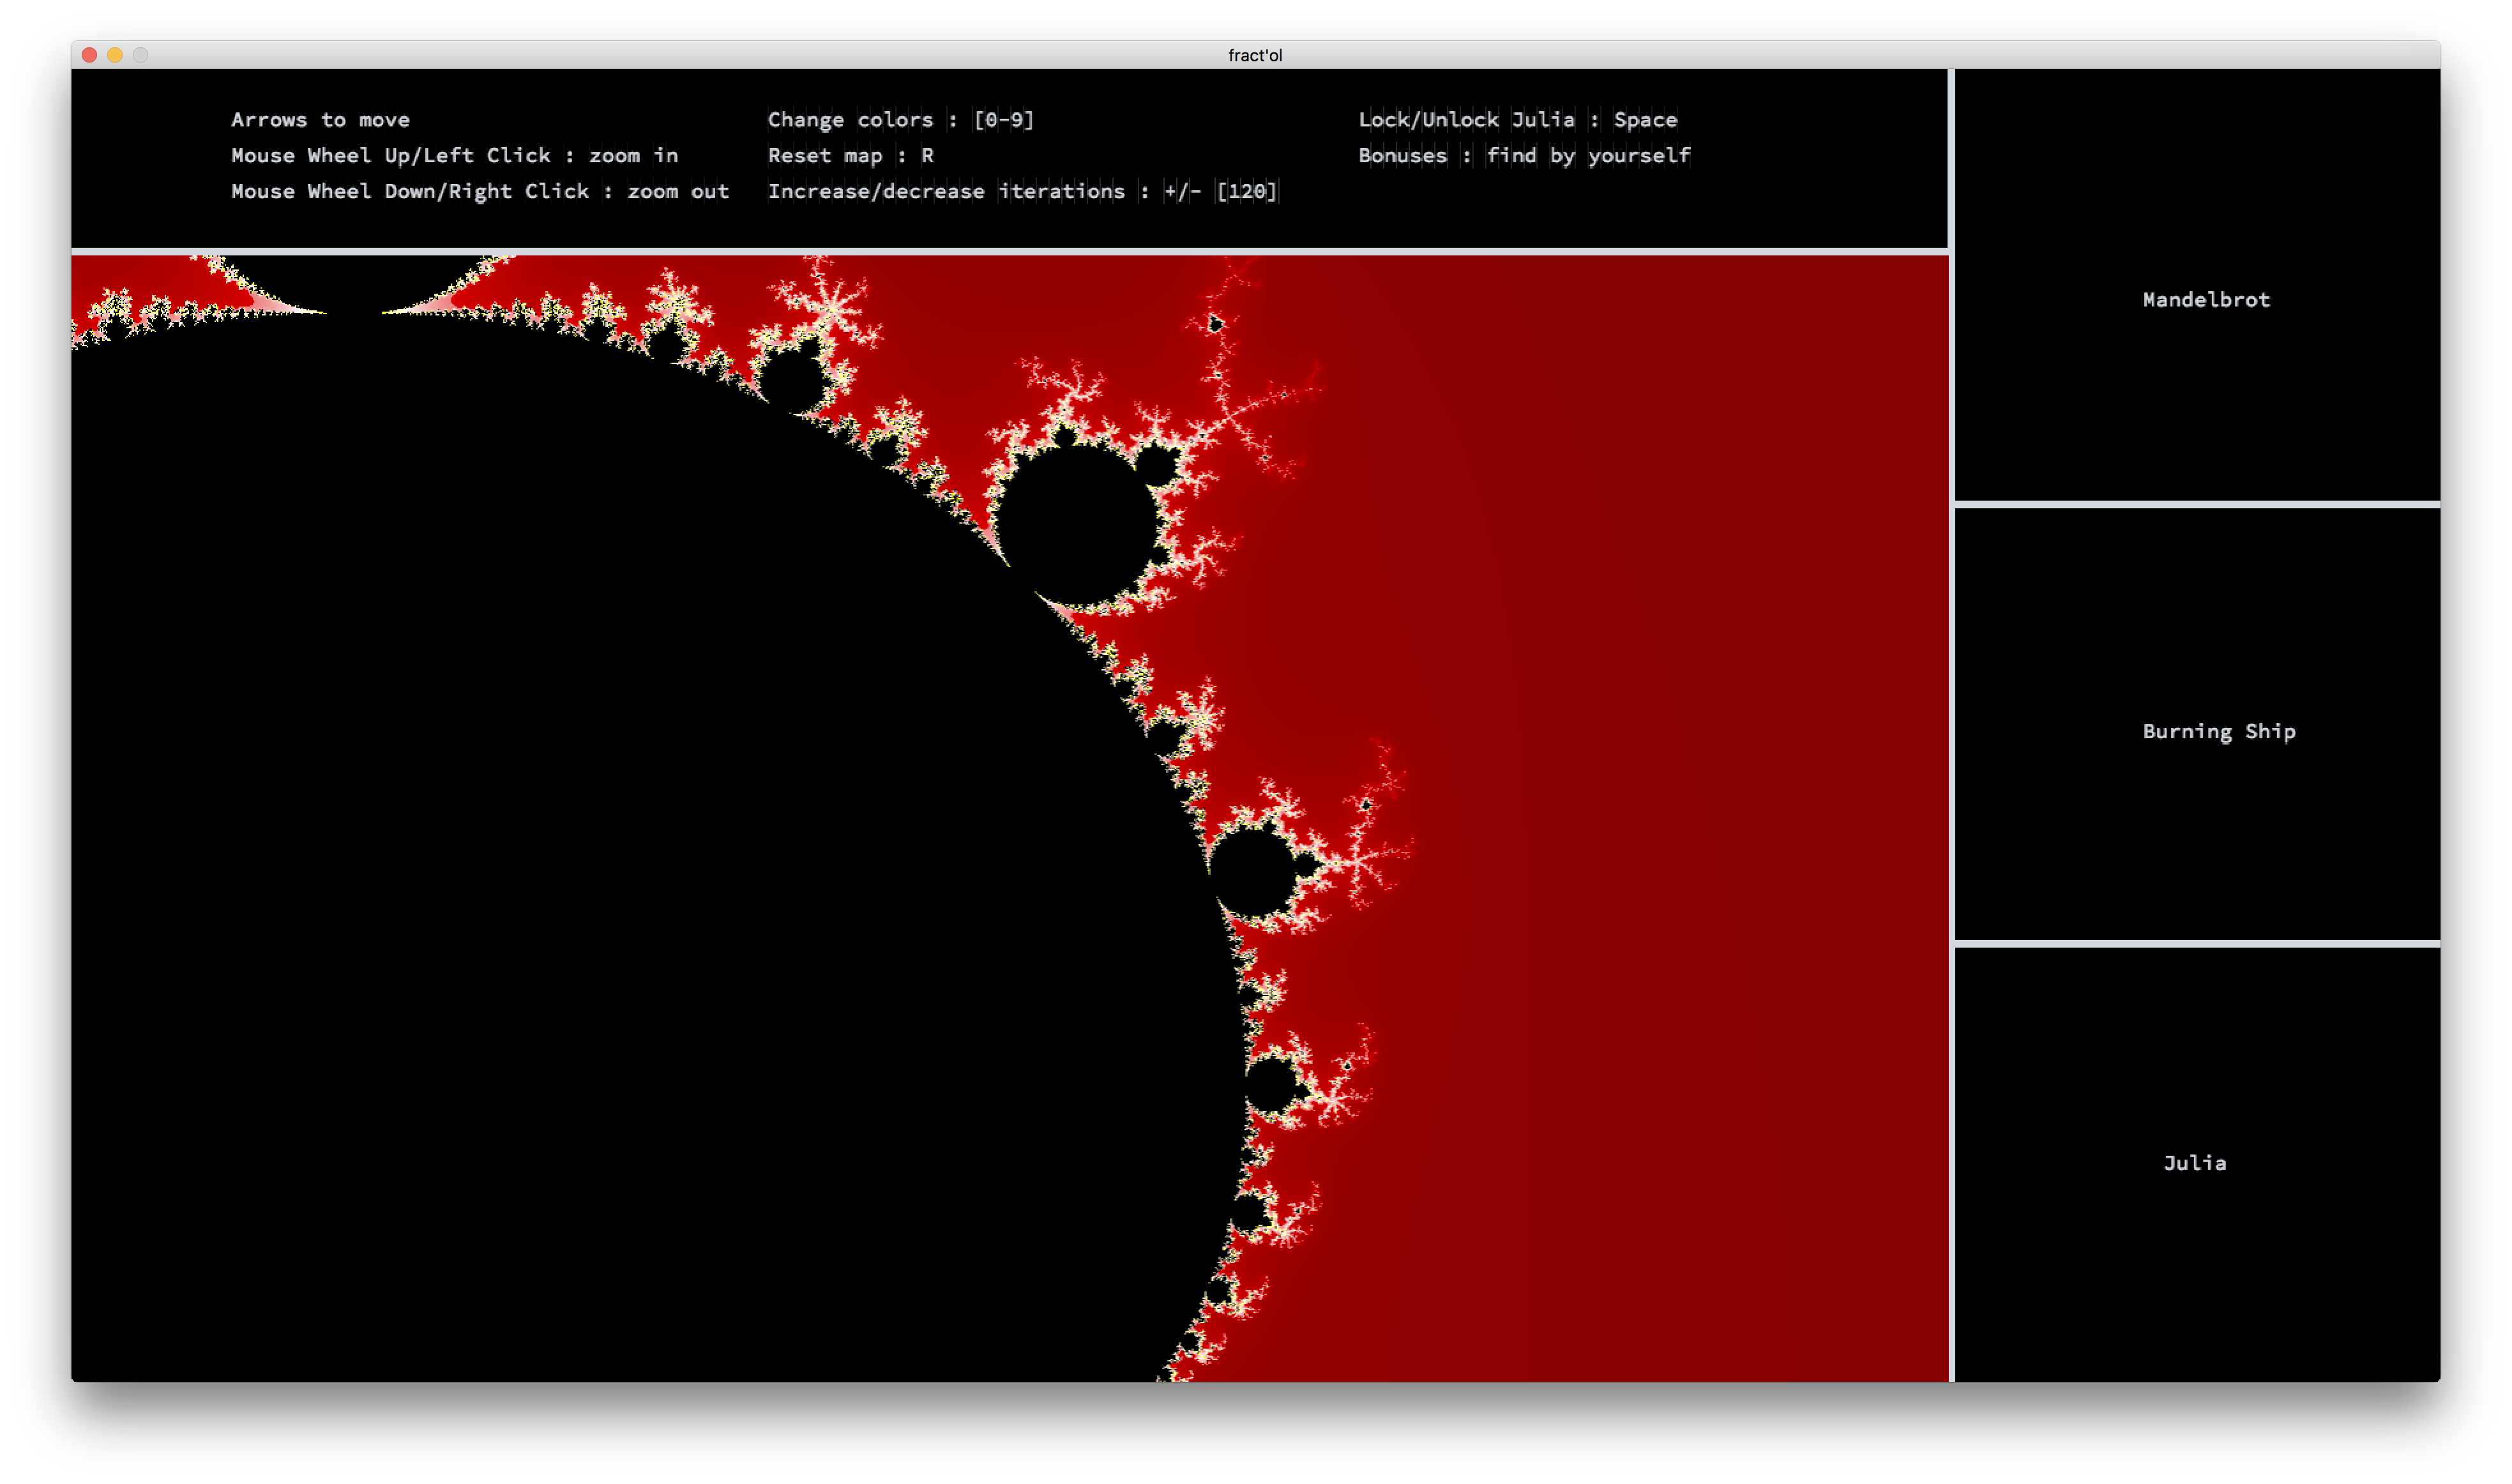 fract'ol
Arrows to move
Mouse Wheel Up/Left Click : zoom in
Mouse Wheel Down/Right Click : zoom out
Change colors : [0-9]
Reset map : R
Increase/decrease iterations : +/- [120]
Lock/Unlock Julia : Space
Bonuses : find by yourself
Mandelbrot
Burning Ship
Julia